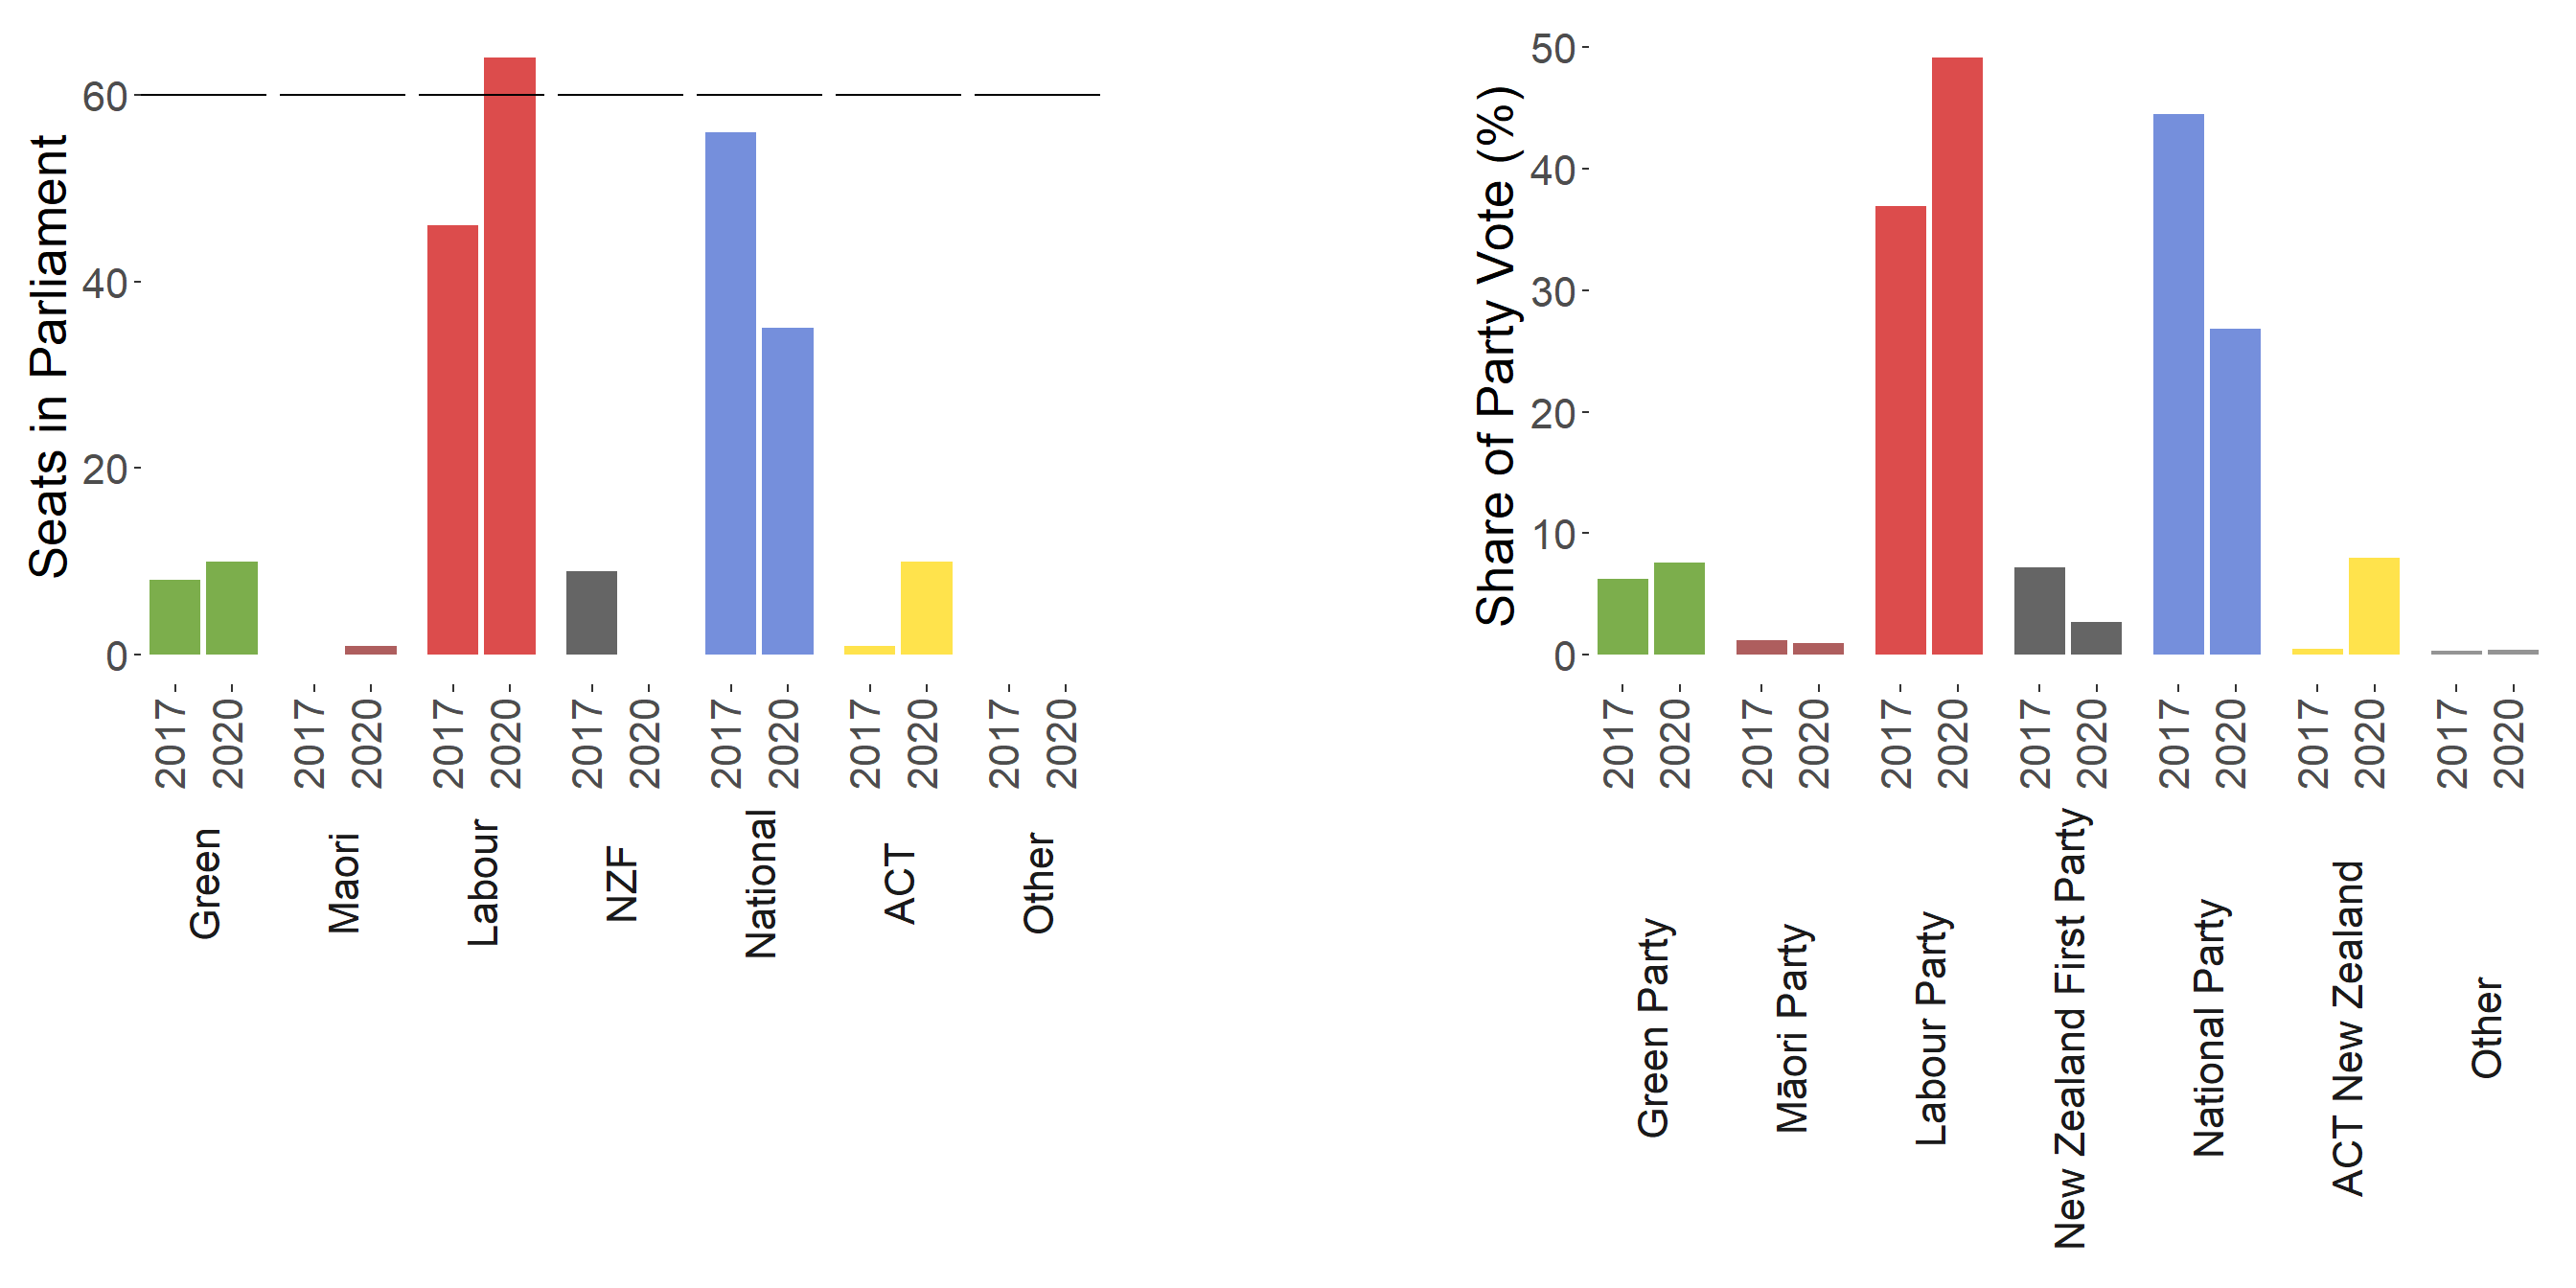 Seats in Parliament
60
40
20
0
2017 2020 2017 2020 2017 2020 2017 2020 2017 2020 2017 2020 2017 2020
Green Maori Labour NZF National ACT Other
Share of Party Vote (%)
50
40
30
20
10
0
2017 2020 2017 2020 2017 2020 2017 2020 2017 2020 2017 2020 2017 2020
Green Party Māori Party Labour Party New Zealand First Party National Party ACT New Zealand Other